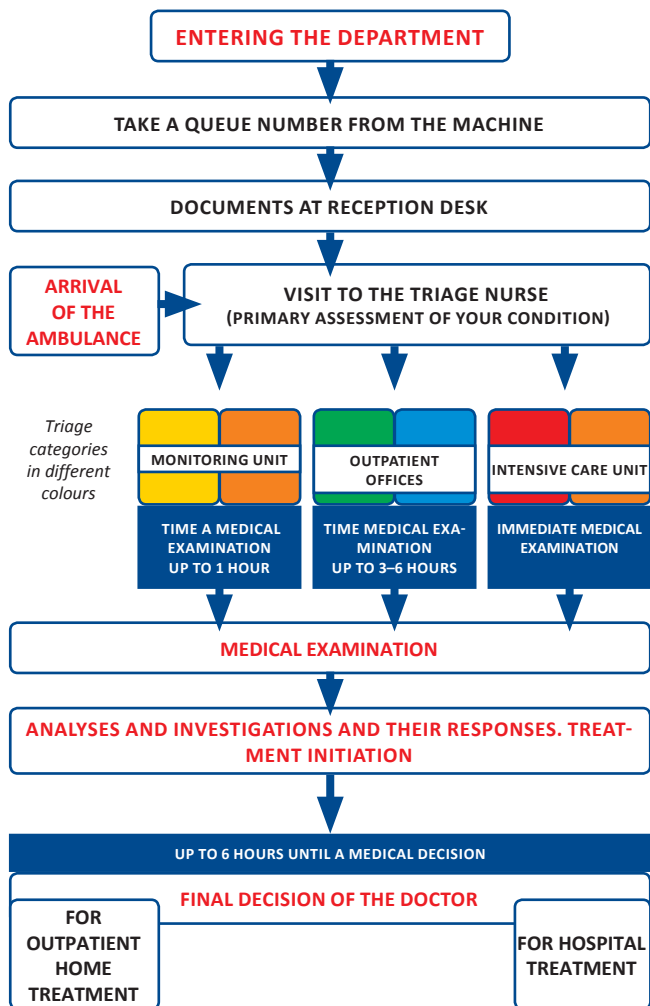 ENTERING THE DEPARTMENT
TAKE A QUEUE NUMBER FROM THE MACHINE
DOCUMENTS AT RECEPTION DESK
ARRIVAL
OF THE
AMBULANCE
VISIT TO THE TRIAGE NURSE
(PRIMARY ASSESSMENT OF YOUR CONDITION)
Triage
categories
in different
colours
MONITORING UNIT
OUTPATIENT
OFFICES
INTENSIVE CARE UNIT
TIME A MEDICAL
EXAMINATION
UP TO 1 HOUR
TIME MEDICAL EXA-
MINATION
UP TO 3–6 HOURS
IMMEDIATE MEDICAL
EXAMINATION
MEDICAL EXAMINATION
ANALYSES AND INVESTIGATIONS AND THEIR RESPONSES. TREAT-
MENT INITIATION
UP TO 6 HOURS UNTIL A MEDICAL DECISION
FINAL DECISION OF THE DOCTOR
FOR
OUTPATIENT
HOME
TREATMENT
FOR HOSPITAL
TREATMENT